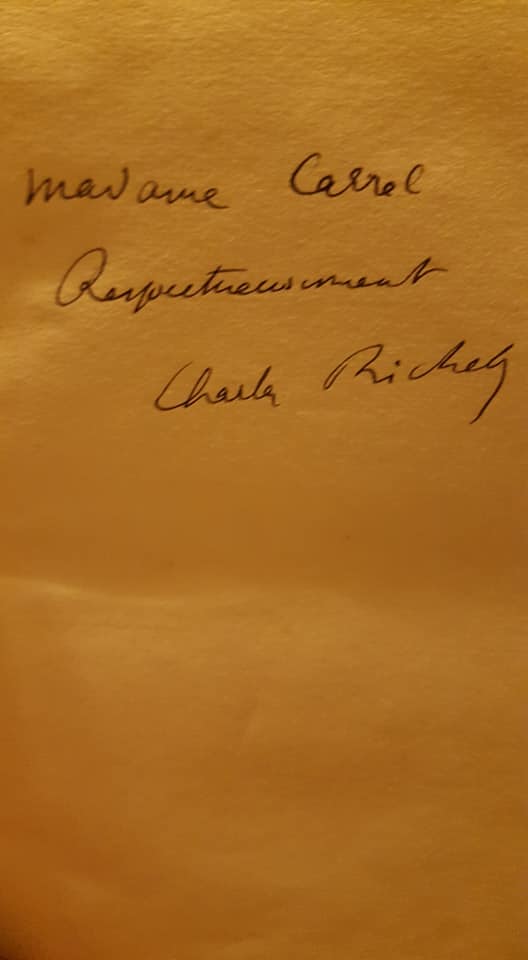 Madame Carrel
Respectueusement
Charles Richet